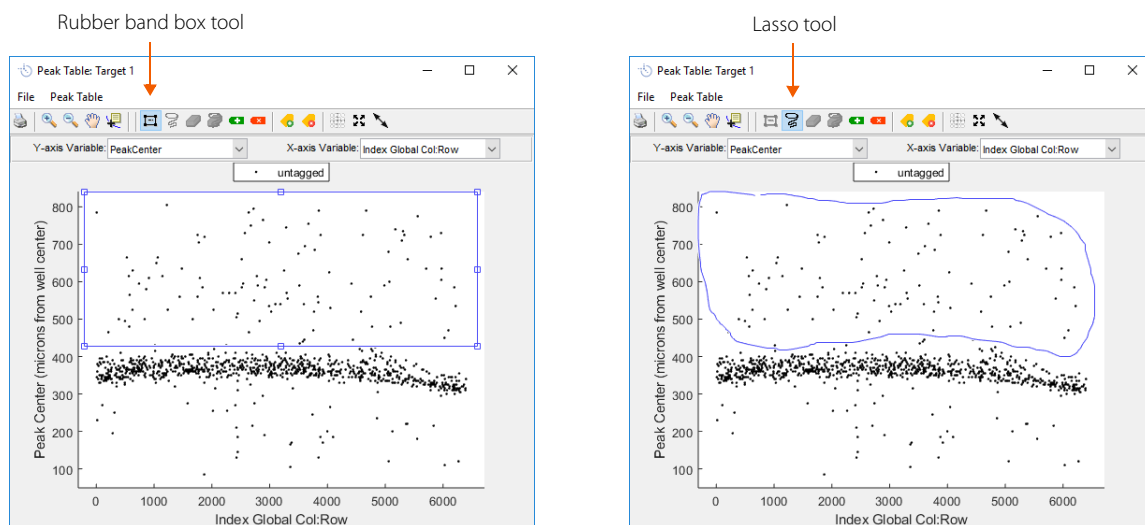 Rubber band box tool
Peak Table: Target 1
File Peak Table
Y-axis Variable: PeakCenter X-axis Variable: Index Global Col:Row
untagged
Peak Center (microns from well center)
800
700
600
500
400
300
200
100
0 1000 2000 3000 4000 5000 6000
Index Global Col:Row
Lasso tool
Peak Table: Target 1
File Peak Table
Y-axis Variable: PeakCenter X-axis Variable: Index Global Col:Row
untagged
Peak Center (microns from well center)
800
700
600
500
400
300
200
100
0 1000 2000 3000 4000 5000 6000
Index Global Col:Row